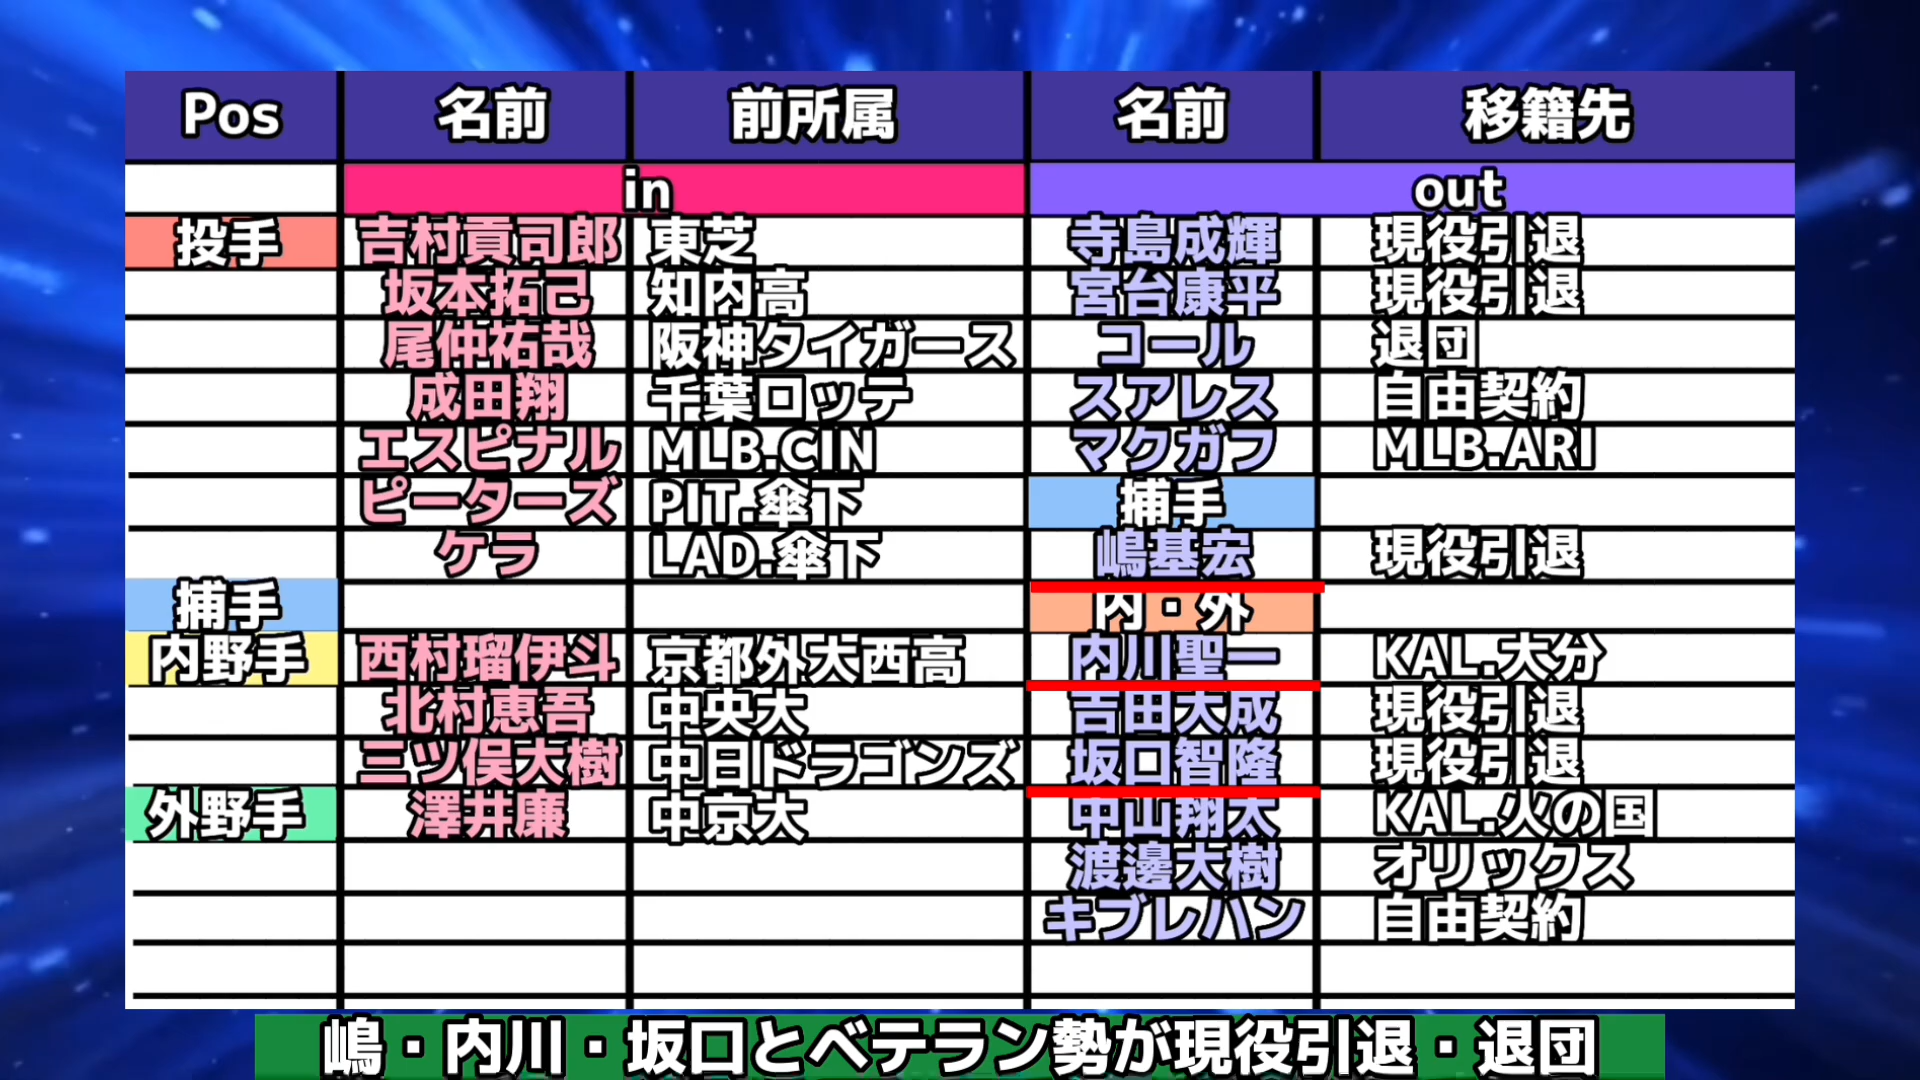 Pos 名前 前所属 名前 移籍先
in out
投手 吉村貢司郎 東芝 寺島成輝 現役引退
坂本拓己 知内高 宮台康平 現役引退
尾仲祐哉 阪神タイガース コール 退団
成田翔 千葉ロッテ スアレス 自由契約
エスピナル MLB.CIN マクガフ MLB.ARI
ピーターズ PIT.傘下 捕手
ケラ LAD.傘下 嶋基宏 現役引退
捕手 内・外
内野手 西村瑠伊斗 京都外大西高 内川聖一 KAL.大分
北村恵吾 中央大 吉田大成 現役引退
三ツ俣大樹 中日ドラゴンズ 坂口智隆 現役引退
外野手 澤井廉 中京大 中山翔太 KAL.火の国
渡邊大樹 オリックス
キブレハン 自由契約
嶋・内川・坂口とベテラン勢が現役引退・退団